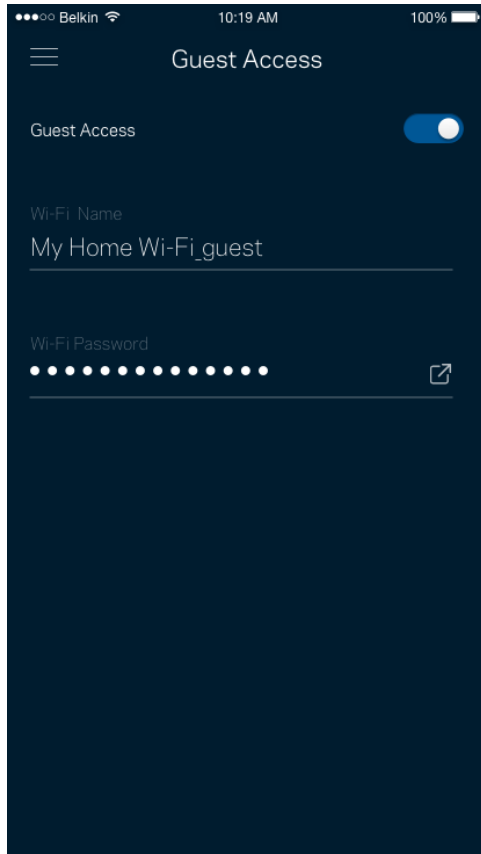 Belkin 10:19 AM 100%
Guest Access
Guest Access
Wi-Fi Name
My Home Wi-Fi_guest
Wi-Fi Password
●●●●●●●●●●●●●●